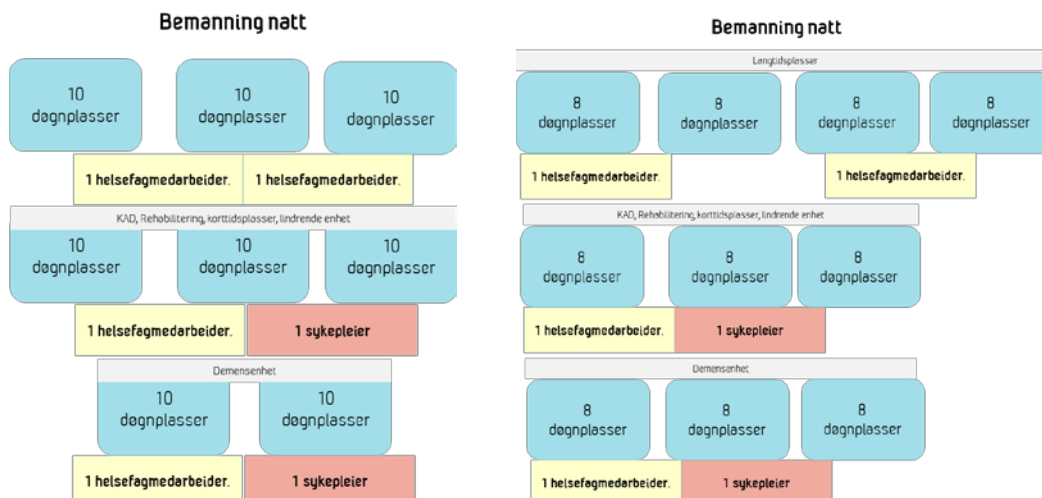 Bemanning natt
10
døgnplasser
10
døgnplasser
10
døgnplasser
1 helsefagmedarbeider.
1 helsefagmedarbeider.
KAD, Rehabilitering, korttidsplasser, lindrende enhet
10
døgnplasser
10
døgnplasser
10
døgnplasser
1 helsefagmedarbeider.
1 sykepleier
Demensenhet
10
døgnplasser
10
døgnplasser
1 helsefagmedarbeider.
1 sykepleier
Bemanning natt
Langtidsplasser
8
døgnplasser
8
døgnplasser
8
døgnplasser
8
døgnplasser
1 helsefagmedarbeider.
1 helsefagmedarbeider.
KAD, Rehabilitering, korttidsplasser, lindrende enhet
8
døgnplasser
8
døgnplasser
8
døgnplasser
1 helsefagmedarbeider.
1 sykepleier
Demensenhet
8
døgnplasser
8
døgnplasser
8
døgnplasser
1 helsefagmedarbeider.
1 sykepleier